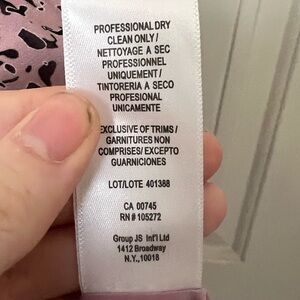 PROFESSIONAL DRY
CLEAN ONLY /
NETTOYAGE A SEC
PROFESSIONNEL
UNIQUEMENT /
TINTORERIA A SECO
PROFESIONAL
UNICAMENTE
EXCLUSIVE OF TRIMS /
GARNITURES NON
COMPRISES/EXCEPTO
GUARNICIONES
LOT/LOTE 401388
CA 00745
RN # 105272
Group JS Int'l Ltd
1412 Broadway
N.Y.,10018